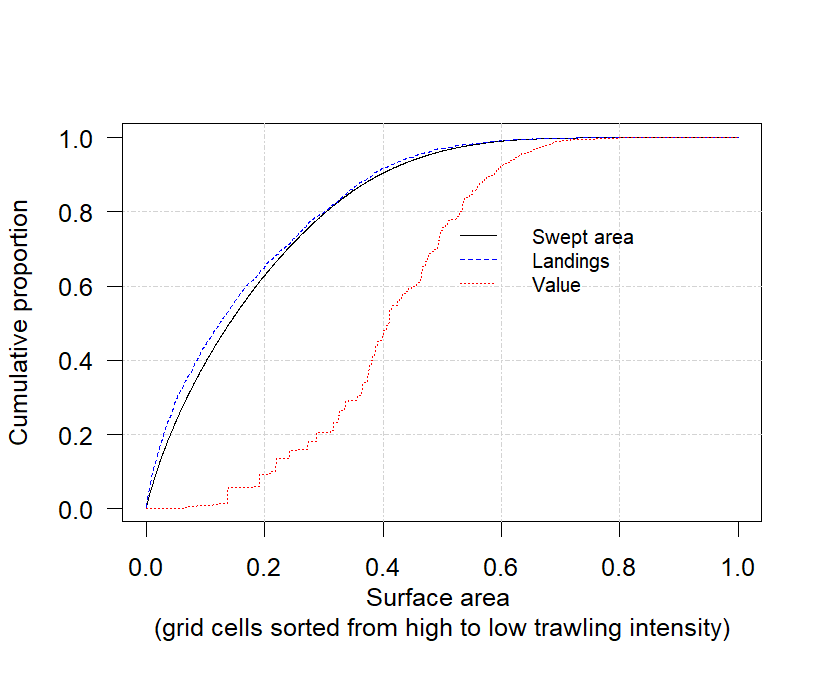 Cumulative proportion
1.0
0.8
0.6
0.4
0.2
0.0
Swept area
Landings
Value
0.0 0.2 0.4 0.6 0.8 1.0
Surface area
(grid cells sorted from high to low trawling intensity)